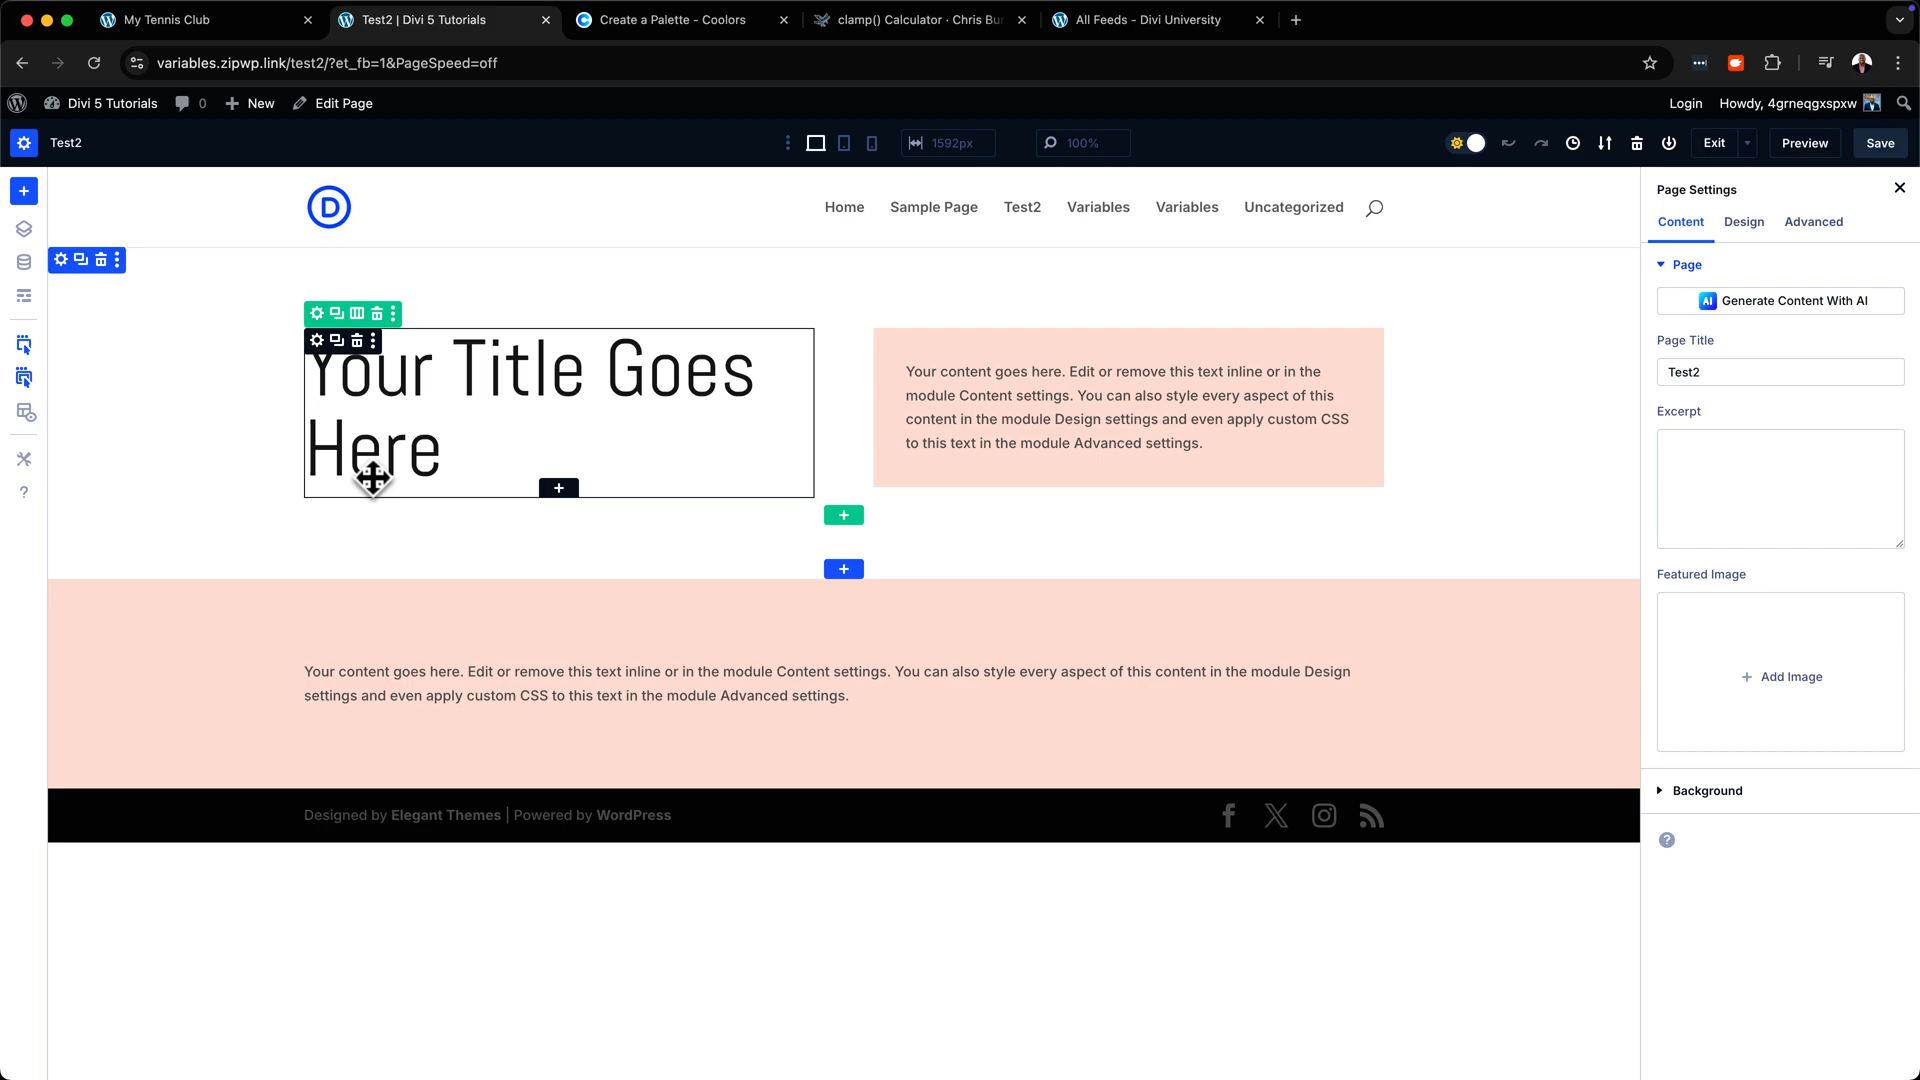 My Tennis Club
Test2 | Divi 5 Tutorials
Create a Palette - Coolors
clamp() Calculator · Chris Bur
All Feeds - Divi University
variables.zipwp.link/test2/?et_fb=1&PageSpeed=off
Divi 5 Tutorials
0
New
Edit Page
Login
Howdy, 4grneqgxspxw
Test2
1592px
100%
Exit
Preview
Save
D
Home
Sample Page
Test2
Variables
Variables
Uncategorized
Your Title Goes
Here
Your content goes here. Edit or remove this text inline or in the
module Content settings. You can also style every aspect of this
content in the module Design settings and even apply custom CSS
to this text in the module Advanced settings.
Your content goes here. Edit or remove this text inline or in the module Content settings. You can also style every aspect of this content in the module Design
settings and even apply custom CSS to this text in the module Advanced settings.
Designed by Elegant Themes | Powered by WordPress
Page Settings
Content
Design
Advanced
Page
AI Generate Content With AI
Page Title
Test2
Excerpt
Featured Image
Add Image
Background